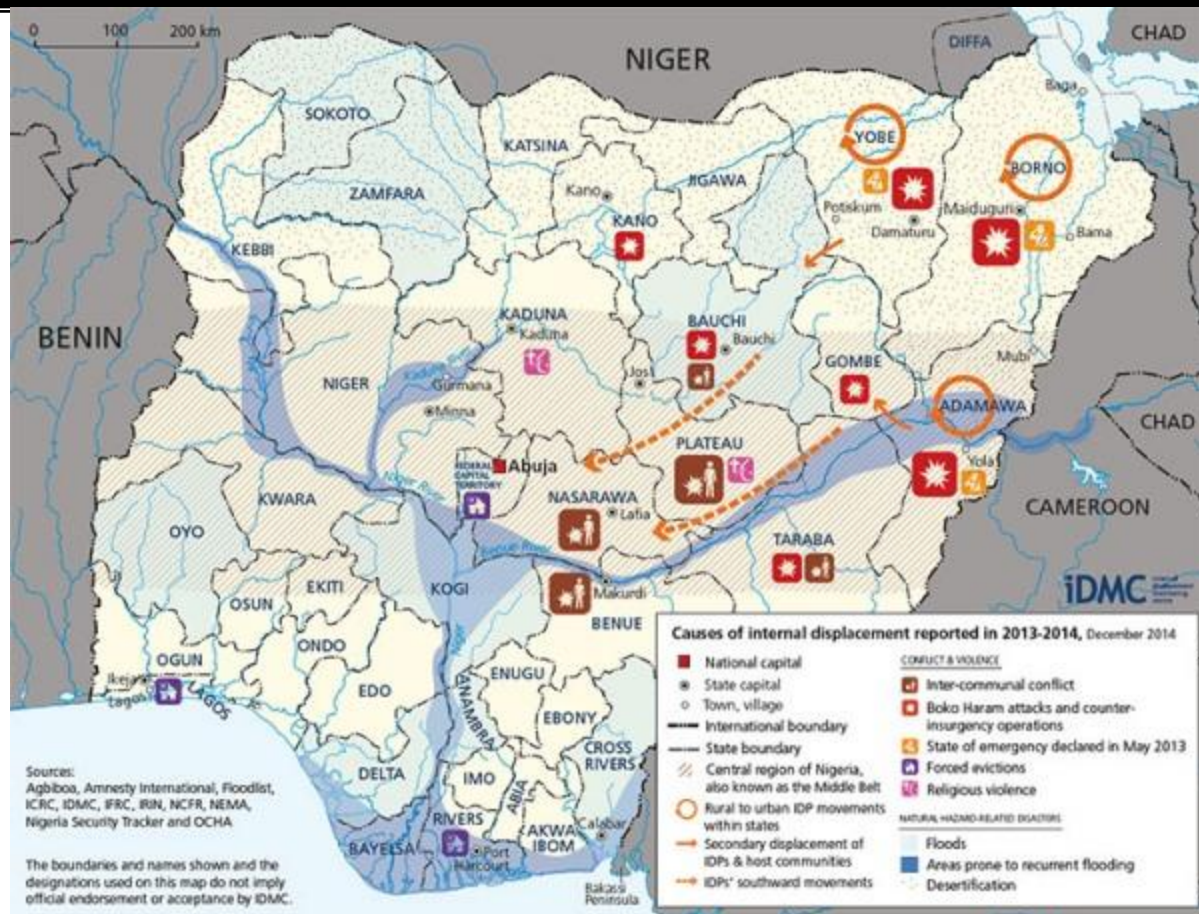 0 100 200 km
NIGER
DIFFA
CHAD
Baga
SOKOTO
KATSINA
YOBE
BORNO
ZAMFARA
Kano
JIGAWA
KANO
Potiskum
Damaturu
Maiduguri
Bama
KEBBI
BENIN
KADUNA
Kaduna
BAUCHI
Bauchi
GOMBE
Mubi
NIGER
Kaduna River
Gurmana
Minna
Jos
ADAMAWA
CHAD
PLATEAU
Yola
FEDERAL
CAPITAL
TERRITORY
Abuja
Niger River
KWARA
NASARAWA
Lafia
CAMEROON
OYO
Benue River
TARABA
KOGI
Makurdi
BENUE
EKITI
OSUN
ONDO
OGUN
Ikeja
Lagos
LAGOS
EDO
ENUGU
ANAMBRA
EBONY
CROSS
RIVERS
DELTA
IMO
ABIA
RIVERS
AKWA
IBOM
Calabar
BAYELSA
Port
Harcourt
Bakassi
Peninsula
iDMC
Sources:
Agbiboa, Amnesty International, Floodlist,
ICRC, IDMC, IFRC, IRIN, NCFR, NEMA,
Nigeria Security Tracker and OCHA
The boundaries and names shown and the
designations used on this map do not imply
official endorsement or acceptance by IDMC.
Causes of internal displacement reported in 2013-2014, December 2014
National capital
State capital
Town, village
International boundary
State boundary
Central region of Nigeria,
also known as the Middle Belt
Rural to urban IDP movements
within states
Secondary displacement of
IDPs & host communities
IDPs' southward movements
CONFLICT & VIOLENCE
Inter-communal conflict
Boko Haram attacks and counter-
insurgency operations
State of emergency declared in May 2013
Forced evictions
Religious violence
NATURAL HAZARD-RELATED DISASTERS
Floods
Areas prone to recurrent flooding
Desertification